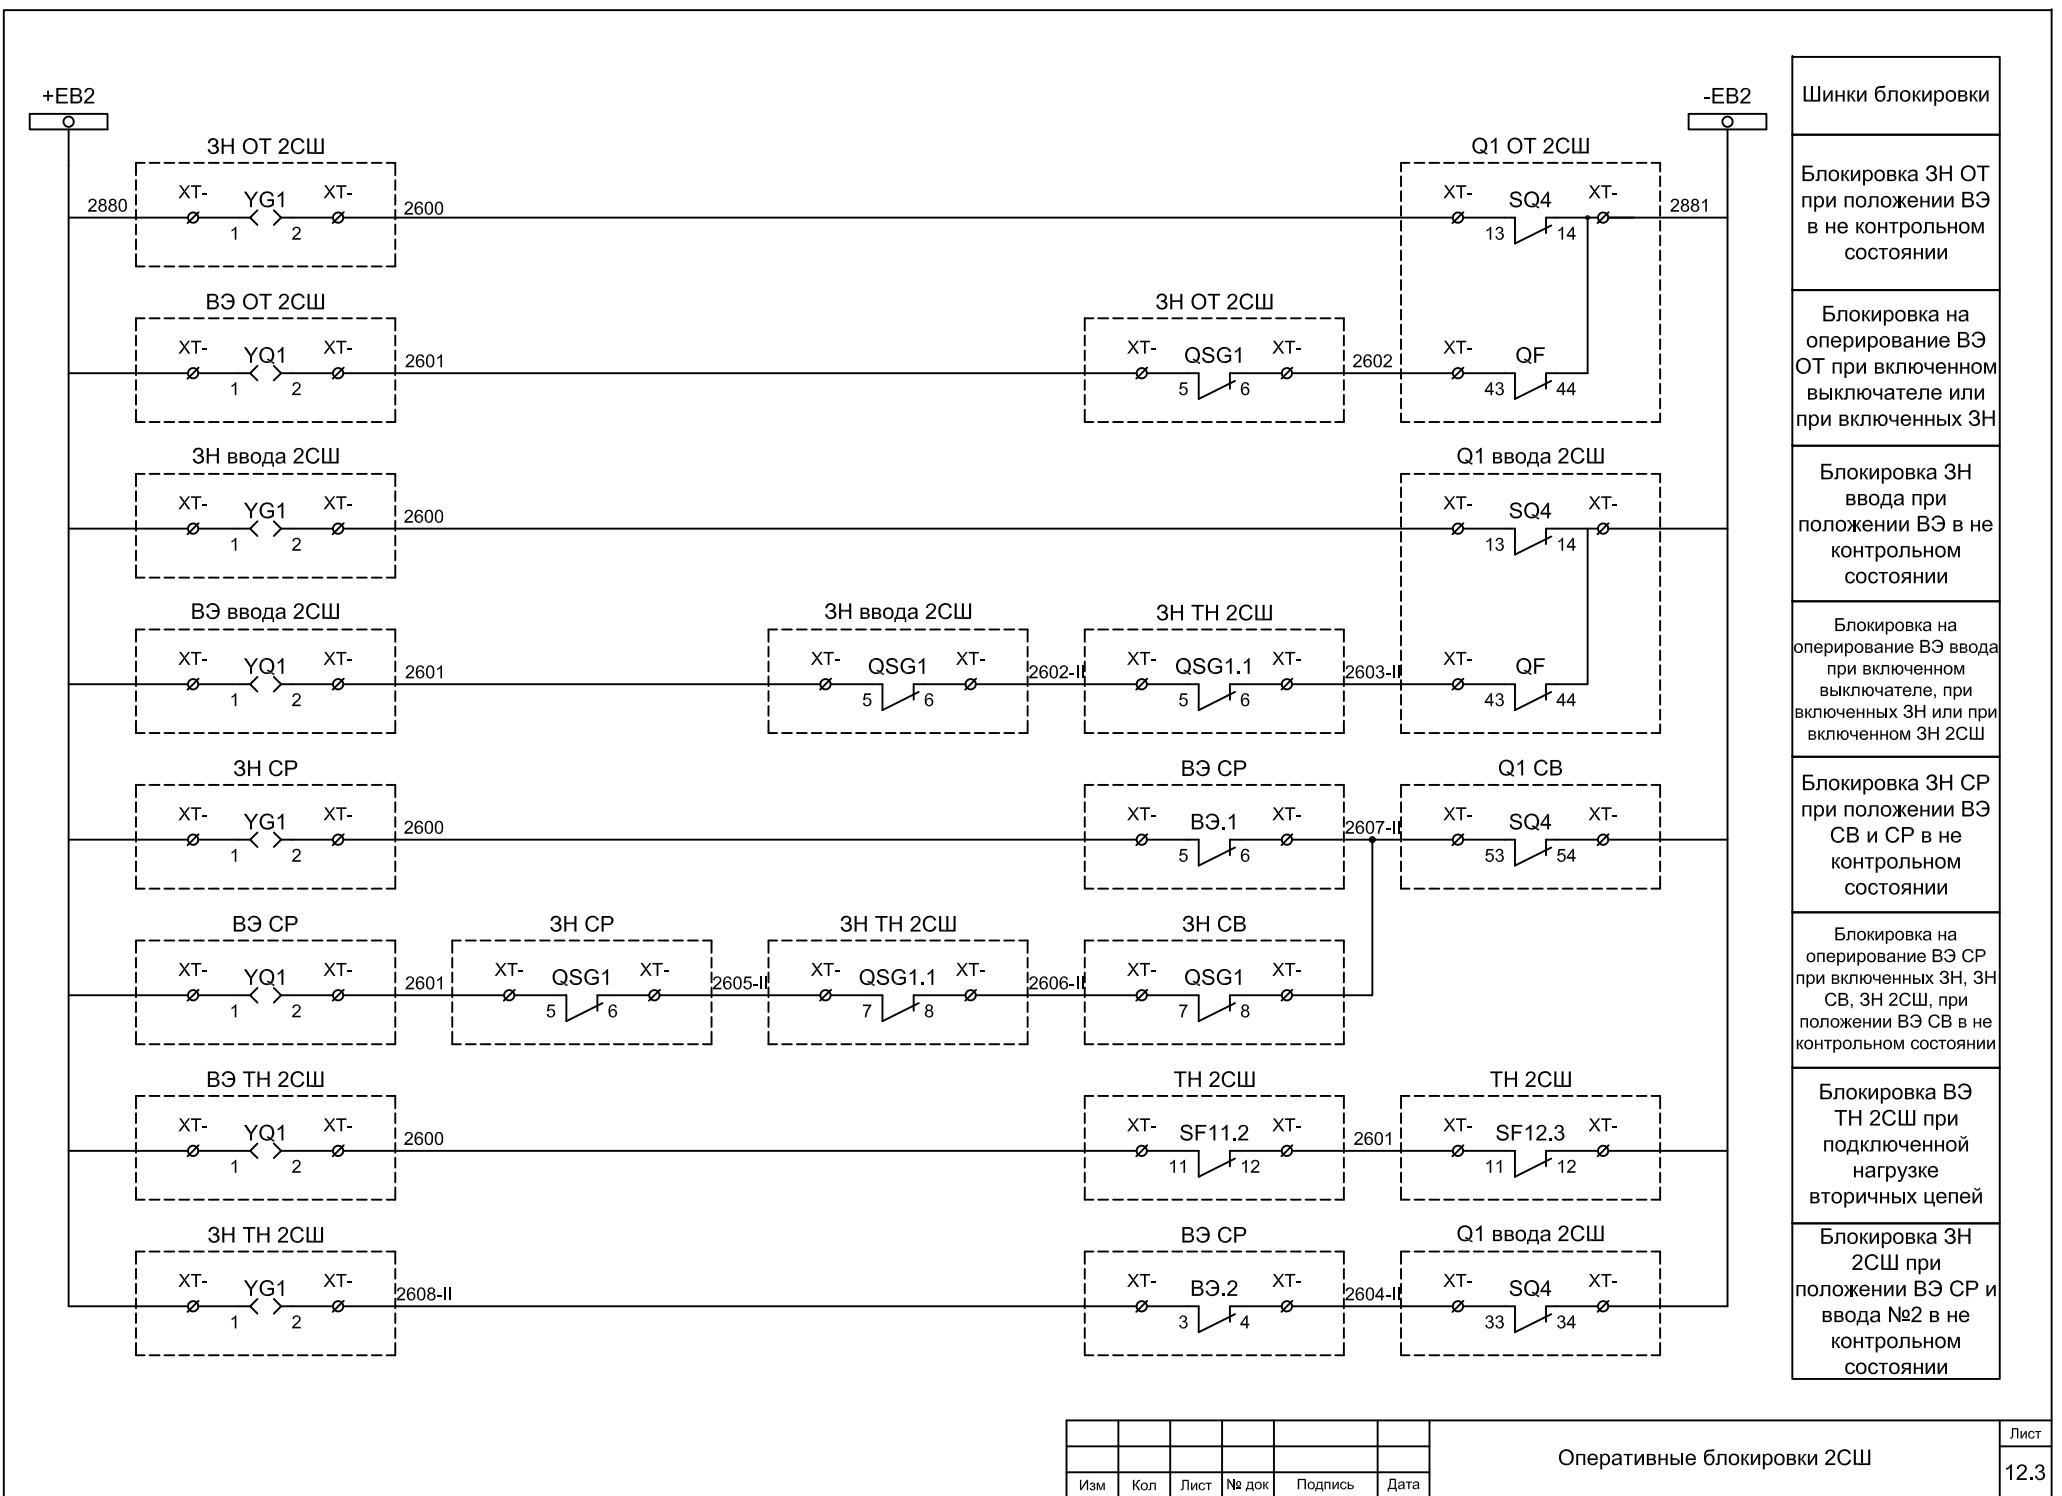 +ЕВ2
-ЕВ2
Шинки блокировки
ЗН ОТ 2СШ
Q1 ОТ 2СШ
2880
XT-
YG1
XT-
1
2
2600
XT-
SQ4
XT-
13
14
2881
Блокировка ЗН ОТ
при положении ВЭ
в не контрольном
состоянии
ВЭ ОТ 2СШ
ЗН ОТ 2СШ
XT-
YQ1
XT-
1
2
2601
XT-
QSG1
XT-
5
6
2602
XT-
QF
43
44
Блокировка на
оперирование ВЭ
ОТ при включенном
выключателе или
при включенных ЗН
ЗН ввода 2СШ
Q1 ввода 2СШ
XT-
YG1
XT-
1
2
2600
XT-
SQ4
XT-
13
14
Блокировка ЗН
ввода при
положении ВЭ в не
контрольном
состоянии
ВЭ ввода 2СШ
ЗН ввода 2СШ
ЗН ТН 2СШ
XT-
YQ1
XT-
1
2
2601
XT-
QSG1
XT-
5
6
2602-II
XT-
QSG1.1
XT-
5
6
2603-II
XT-
QF
43
44
Блокировка на
оперирование ВЭ ввода
при включенном
выключателе, при
включенных ЗН или при
включенном ЗН 2СШ
ЗН СР
ВЭ СР
Q1 СВ
XT-
YG1
XT-
1
2
2600
XT-
ВЭ.1
XT-
5
6
2607-II
XT-
SQ4
XT-
53
54
Блокировка ЗН СР
при положении ВЭ
СВ и СР в не
контрольном
состоянии
ВЭ СР
ЗН СР
ЗН ТН 2СШ
ЗН СВ
XT-
YQ1
XT-
1
2
2601
XT-
QSG1
XT-
5
6
2605-II
XT-
QSG1.1
XT-
7
8
2606-II
XT-
QSG1
XT-
7
8
Блокировка на
оперирование ВЭ СР
при включенных ЗН, ЗН
СВ, ЗН 2СШ, при
положении ВЭ СВ в не
контрольном состоянии
ВЭ ТН 2СШ
ТН 2СШ
ТН 2СШ
XT-
YQ1
XT-
1
2
2600
XT-
SF11.2
XT-
11
12
2601
XT-
SF12.3
XT-
11
12
Блокировка ВЭ
ТН 2СШ при
подключенной
нагрузке
вторичных цепей
ЗН ТН 2СШ
ВЭ СР
Q1 ввода 2СШ
XT-
YG1
XT-
1
2
2608-II
XT-
ВЭ.2
XT-
3
4
2604-II
XT-
SQ4
XT-
33
34
Блокировка ЗН
2СШ при
положении ВЭ СР и
ввода №2 в не
контрольном
состоянии
Изм
Кол
Лист
№ док
Подпись
Дата
Оперативные блокировки 2СШ
Лист
12.3